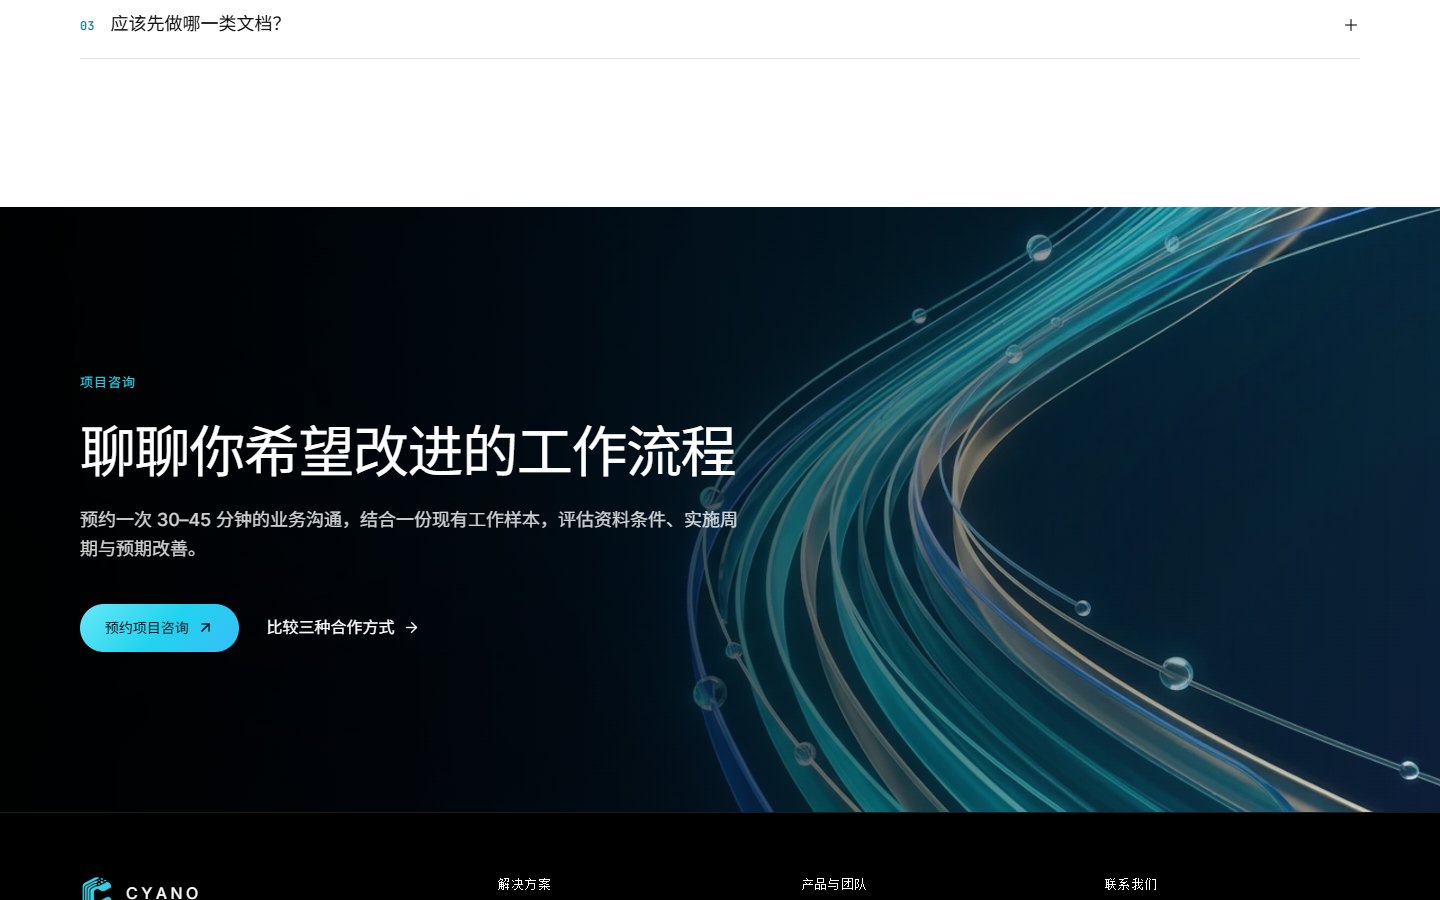 03 应该先做哪一类文档？
项目咨询
聊聊你希望改进的工作流程
预约一次 30–45 分钟的业务沟通，结合一份现有工作样本，评估资料条件、实施周
期与预期改善。
预约项目咨询
比较三种合作方式
CYANO
解决方案
产品与团队
联系我们